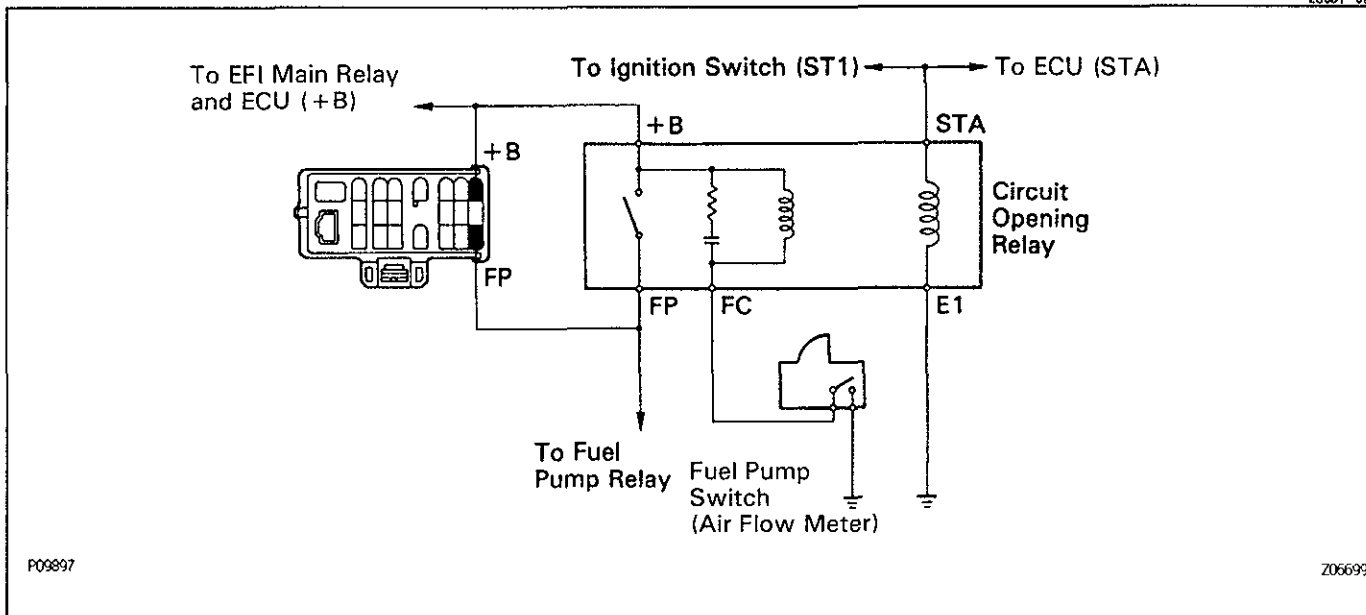 To EFI Main Relay
and ECU (+B)
To Ignition Switch (ST1)
To ECU (STA)
+B
+B
STA
Circuit
Opening
Relay
FP
FP
FC
E1
To Fuel
Pump Relay
Fuel Pump
Switch
(Air Flow Meter)
P09897
Z06699